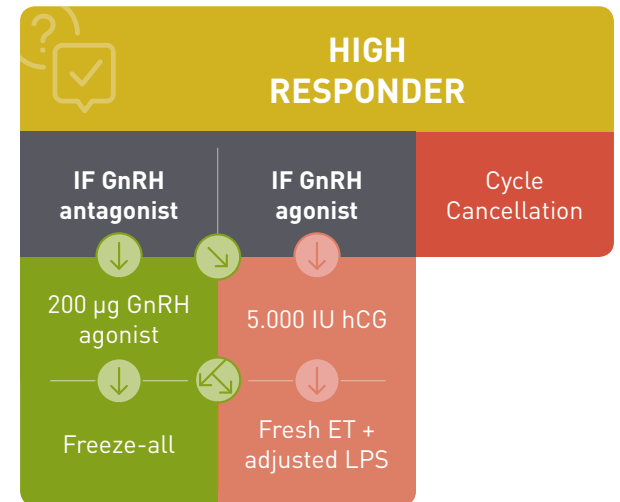 HIGH
RESPONDER
IF GnRH
antagonist
IF GnRH
agonist
Cycle
Cancellation
200 µg GnRH
agonist
5.000 IU hCG
Freeze-all
Fresh ET +
adjusted LPS